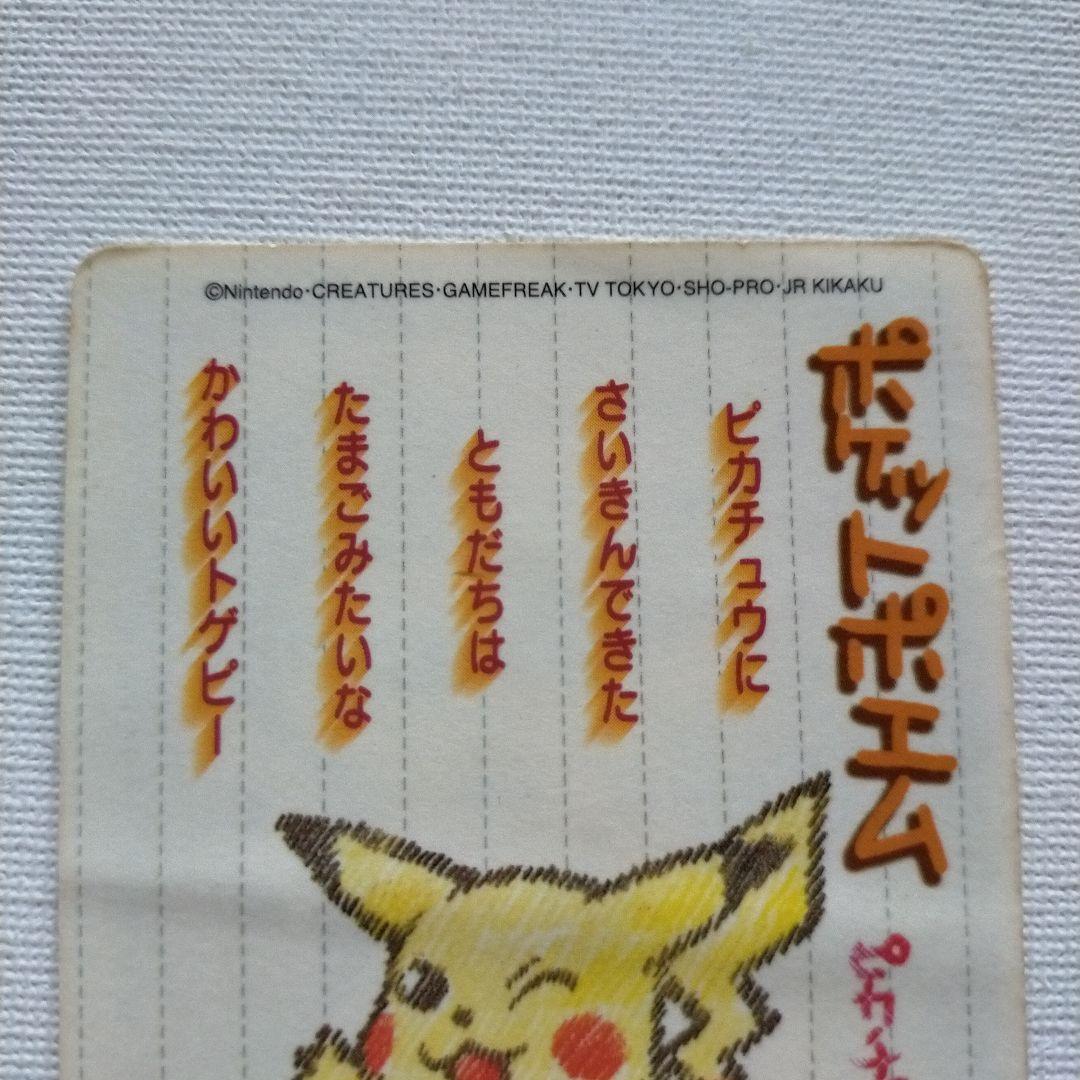 ©Nintendo・CREATURES・GAMEFREAK・TV TOKYO・SHO-PRO・JR KIKAKU
ポケットポエム
ピカチュウに
さいきんできた
ともだちは
たまごみたいな
かわいいトゲピー